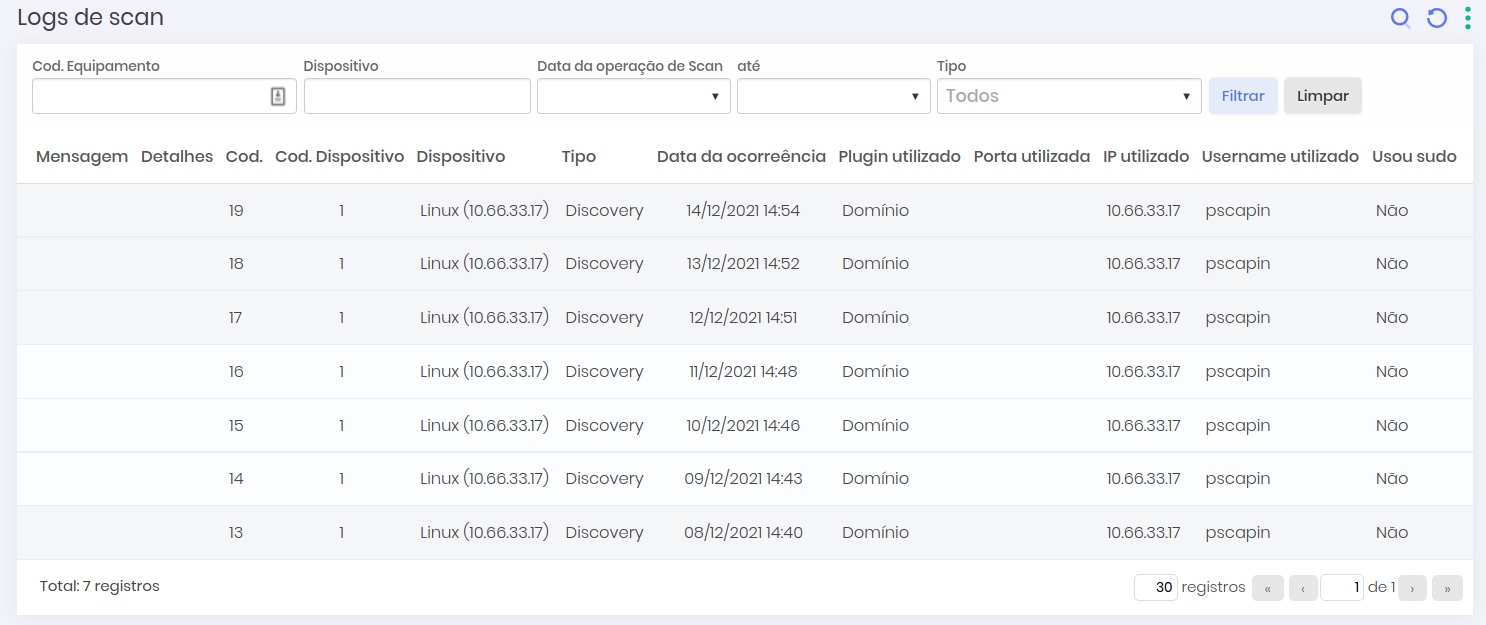 Logs de scan
Cod. Equipamento Dispositivo Data da operação de Scan até Tipo
Todos Filtrar Limpar
Mensagem Detalhes Cod. Cod. Dispositivo Dispositivo Tipo Data da ocorreência Plugin utilizado Porta utilizada IP utilizado Username utilizado Usou sudo
19 1 Linux (10.66.33.17) Discovery 14/12/2021 14:54 Domínio 10.66.33.17 pscapin Não
18 1 Linux (10.66.33.17) Discovery 13/12/2021 14:52 Domínio 10.66.33.17 pscapin Não
17 1 Linux (10.66.33.17) Discovery 12/12/2021 14:51 Domínio 10.66.33.17 pscapin Não
16 1 Linux (10.66.33.17) Discovery 11/12/2021 14:48 Domínio 10.66.33.17 pscapin Não
15 1 Linux (10.66.33.17) Discovery 10/12/2021 14:46 Domínio 10.66.33.17 pscapin Não
14 1 Linux (10.66.33.17) Discovery 09/12/2021 14:43 Domínio 10.66.33.17 pscapin Não
13 1 Linux (10.66.33.17) Discovery 08/12/2021 14:40 Domínio 10.66.33.17 pscapin Não
Total: 7 registros 30 registros « ‹ 1 de 1 › »